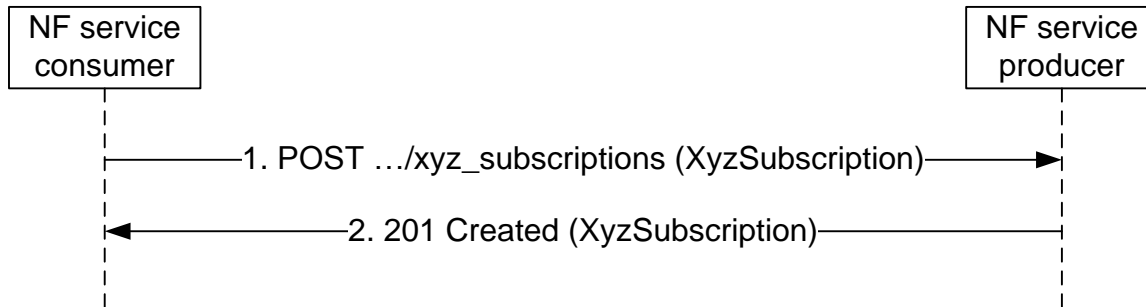 NF service
consumer
NF service
producer
1. POST …/xyz_subscriptions (XyzSubscription)
2. 201 Created (XyzSubscription)